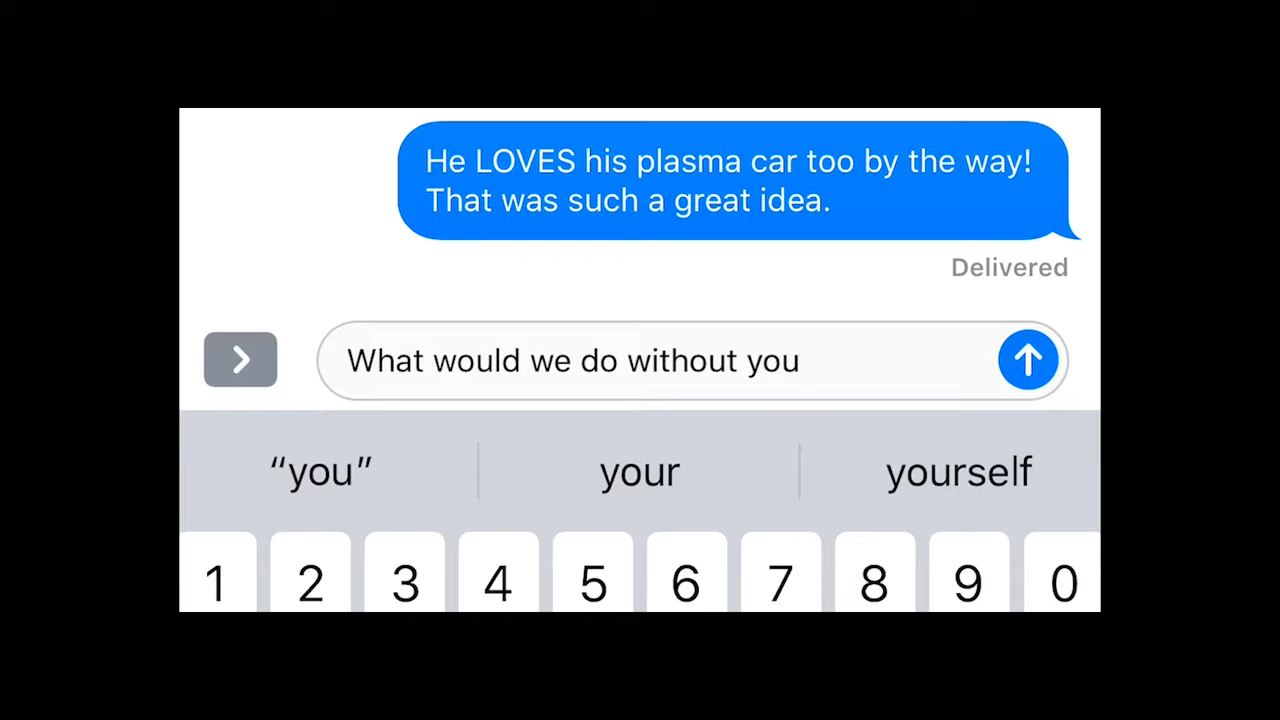 He LOVES his plasma car too by the way!
That was such a great idea.
Delivered
What would we do without you
“you” your yourself
1 2 3 4 5 6 7 8 9 0